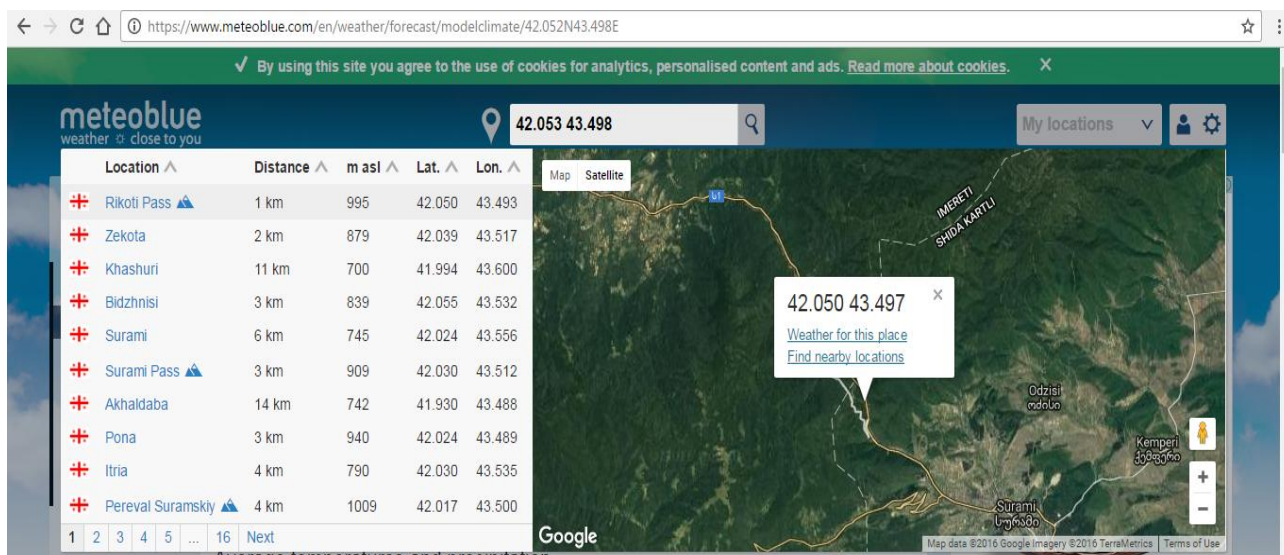 https://www.meteoblue.com/en/weather/forecast/modelclimate/42.052N43.498E
By using this site you agree to the use of cookies for analytics, personalised content and ads. Read more about cookies. X
meteoblue
weather ☼ close to you
42.053 43.498
My locations
Location Distance m asl Lat. Lon.
Rikoti Pass 1 km 995 42.050 43.493
Zekota 2 km 879 42.039 43.517
Khashuri 11 km 700 41.994 43.600
Bidzhnisi 3 km 839 42.055 43.532
Surami 6 km 745 42.024 43.556
Surami Pass 3 km 909 42.030 43.512
Akhaldaba 14 km 742 41.930 43.488
Pona 3 km 940 42.024 43.489
Itria 4 km 790 42.030 43.535
Pereval Suramskiy 4 km 1009 42.017 43.500
1 2 3 4 5 ... 16 Next
Map Satellite
ს1
IMERETI
SHIDA KARTLI
42.050 43.497
Weather for this place
Find nearby locations
Odzisi
ოძისი
Kemperi
ქემფერი
Surami
სურამი
Google
Map data ©2016 Google Imagery ©2016 TerraMetrics Terms of Use
Average temperatures and precipitation